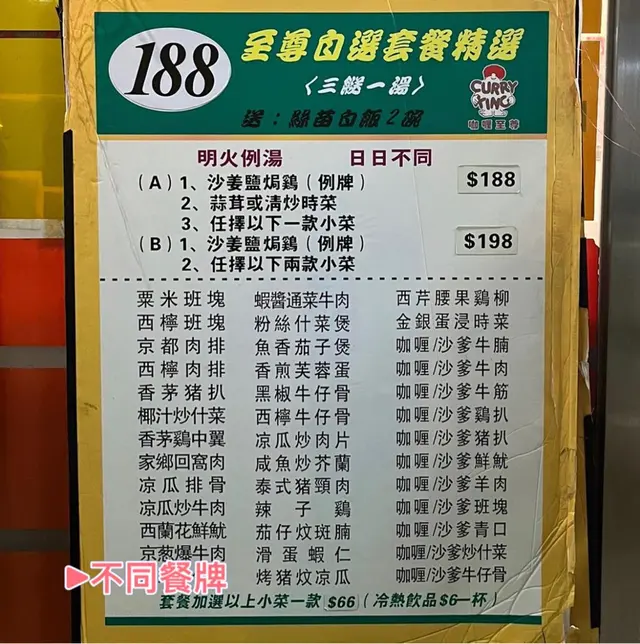 188
至尊自選套餐精選
〈三餸一湯〉
送：絲苗白飯2碗
CURRY KING
咖喱至尊
明火例湯 日日不同
(A) 1、沙姜鹽焗鷄(例牌) $188
2、蒜茸或清炒時菜
3、任擇以下一款小菜
(B) 1、沙姜鹽焗鷄(例牌) $198
2、任擇以下兩款小菜
粟米班塊 蝦醬通菜牛肉 西芹腰果鷄柳
西檸班塊 粉絲什菜煲 金銀蛋浸時菜
京都肉排 魚香茄子煲 咖喱/沙爹牛腩
西檸肉排 香煎芙蓉蛋 咖喱/沙爹牛肉
香茅猪扒 黑椒牛仔骨 咖喱/沙爹牛筋
椰汁炒什菜 西檸牛仔骨 咖喱/沙爹鷄扒
香茅鷄中翼 凉瓜炒肉片 咖喱/沙爹猪扒
家鄉回窩肉 咸魚炒芥蘭 咖喱/沙爹鮮魷
凉瓜排骨 泰式猪頸肉 咖喱/沙爹羊肉
凉瓜炒牛肉 辣子鷄 咖喱/沙爹班塊
西蘭花鮮魷 茄仔炆斑腩 咖喱/沙爹青口
京葱爆牛肉 滑蛋蝦仁 咖喱/沙爹炒什菜
烤猪炆凉瓜 咖喱/沙爹牛仔骨
▶不同餐牌
套餐加選以上小菜一款 $66 (冷熱飲品$6一杯)